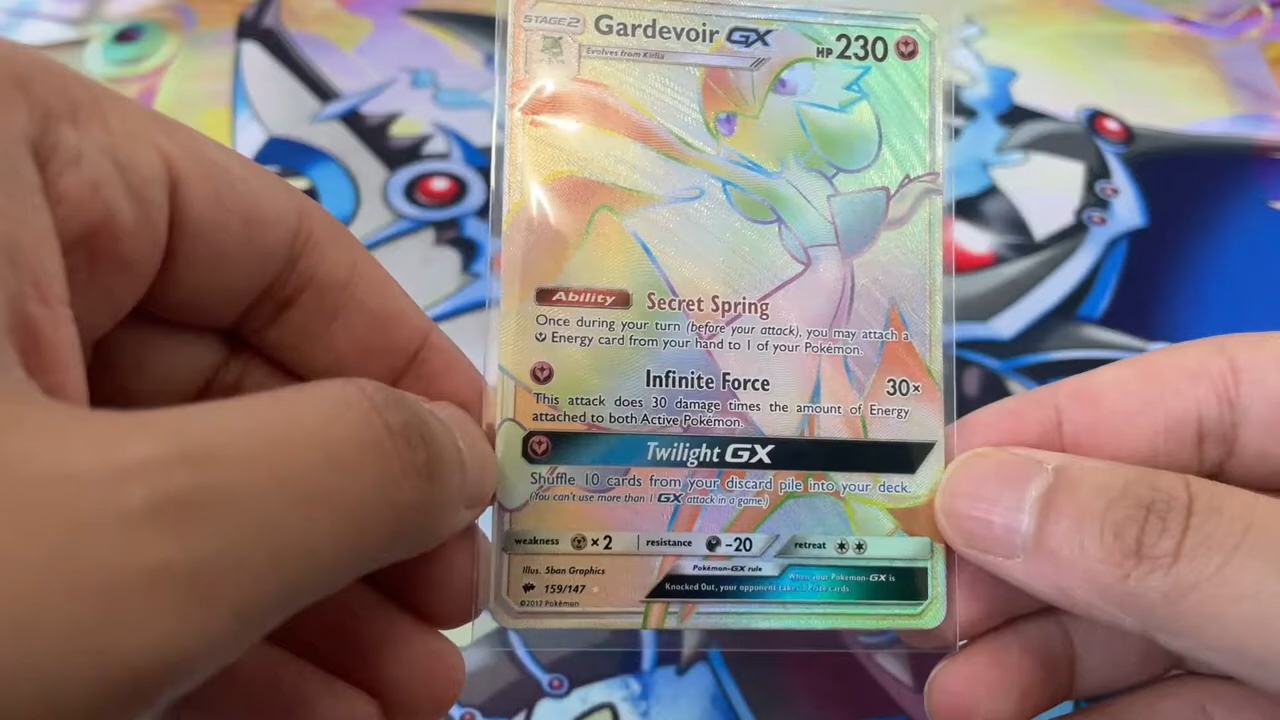 STAGE2 Gardevoir GX HP230
Evolves from Kirlia
Ability Secret Spring
Once during your turn (before your attack), you may attach a
Energy card from your hand to 1 of your Pokémon.
Infinite Force 30×
This attack does 30 damage times the amount of Energy
attached to both Active Pokémon.
Twilight GX
Shuffle 10 cards from your discard pile into your deck.
(You can't use more than 1 GX attack in a game.)
weakness ×2 resistance -20 retreat
Illus. 5ban Graphics
Pokémon-GX rule
When your Pokémon-GX is
159/147
Knocked Out, your opponent takes 2 Prize cards.
©2017 Pokémon